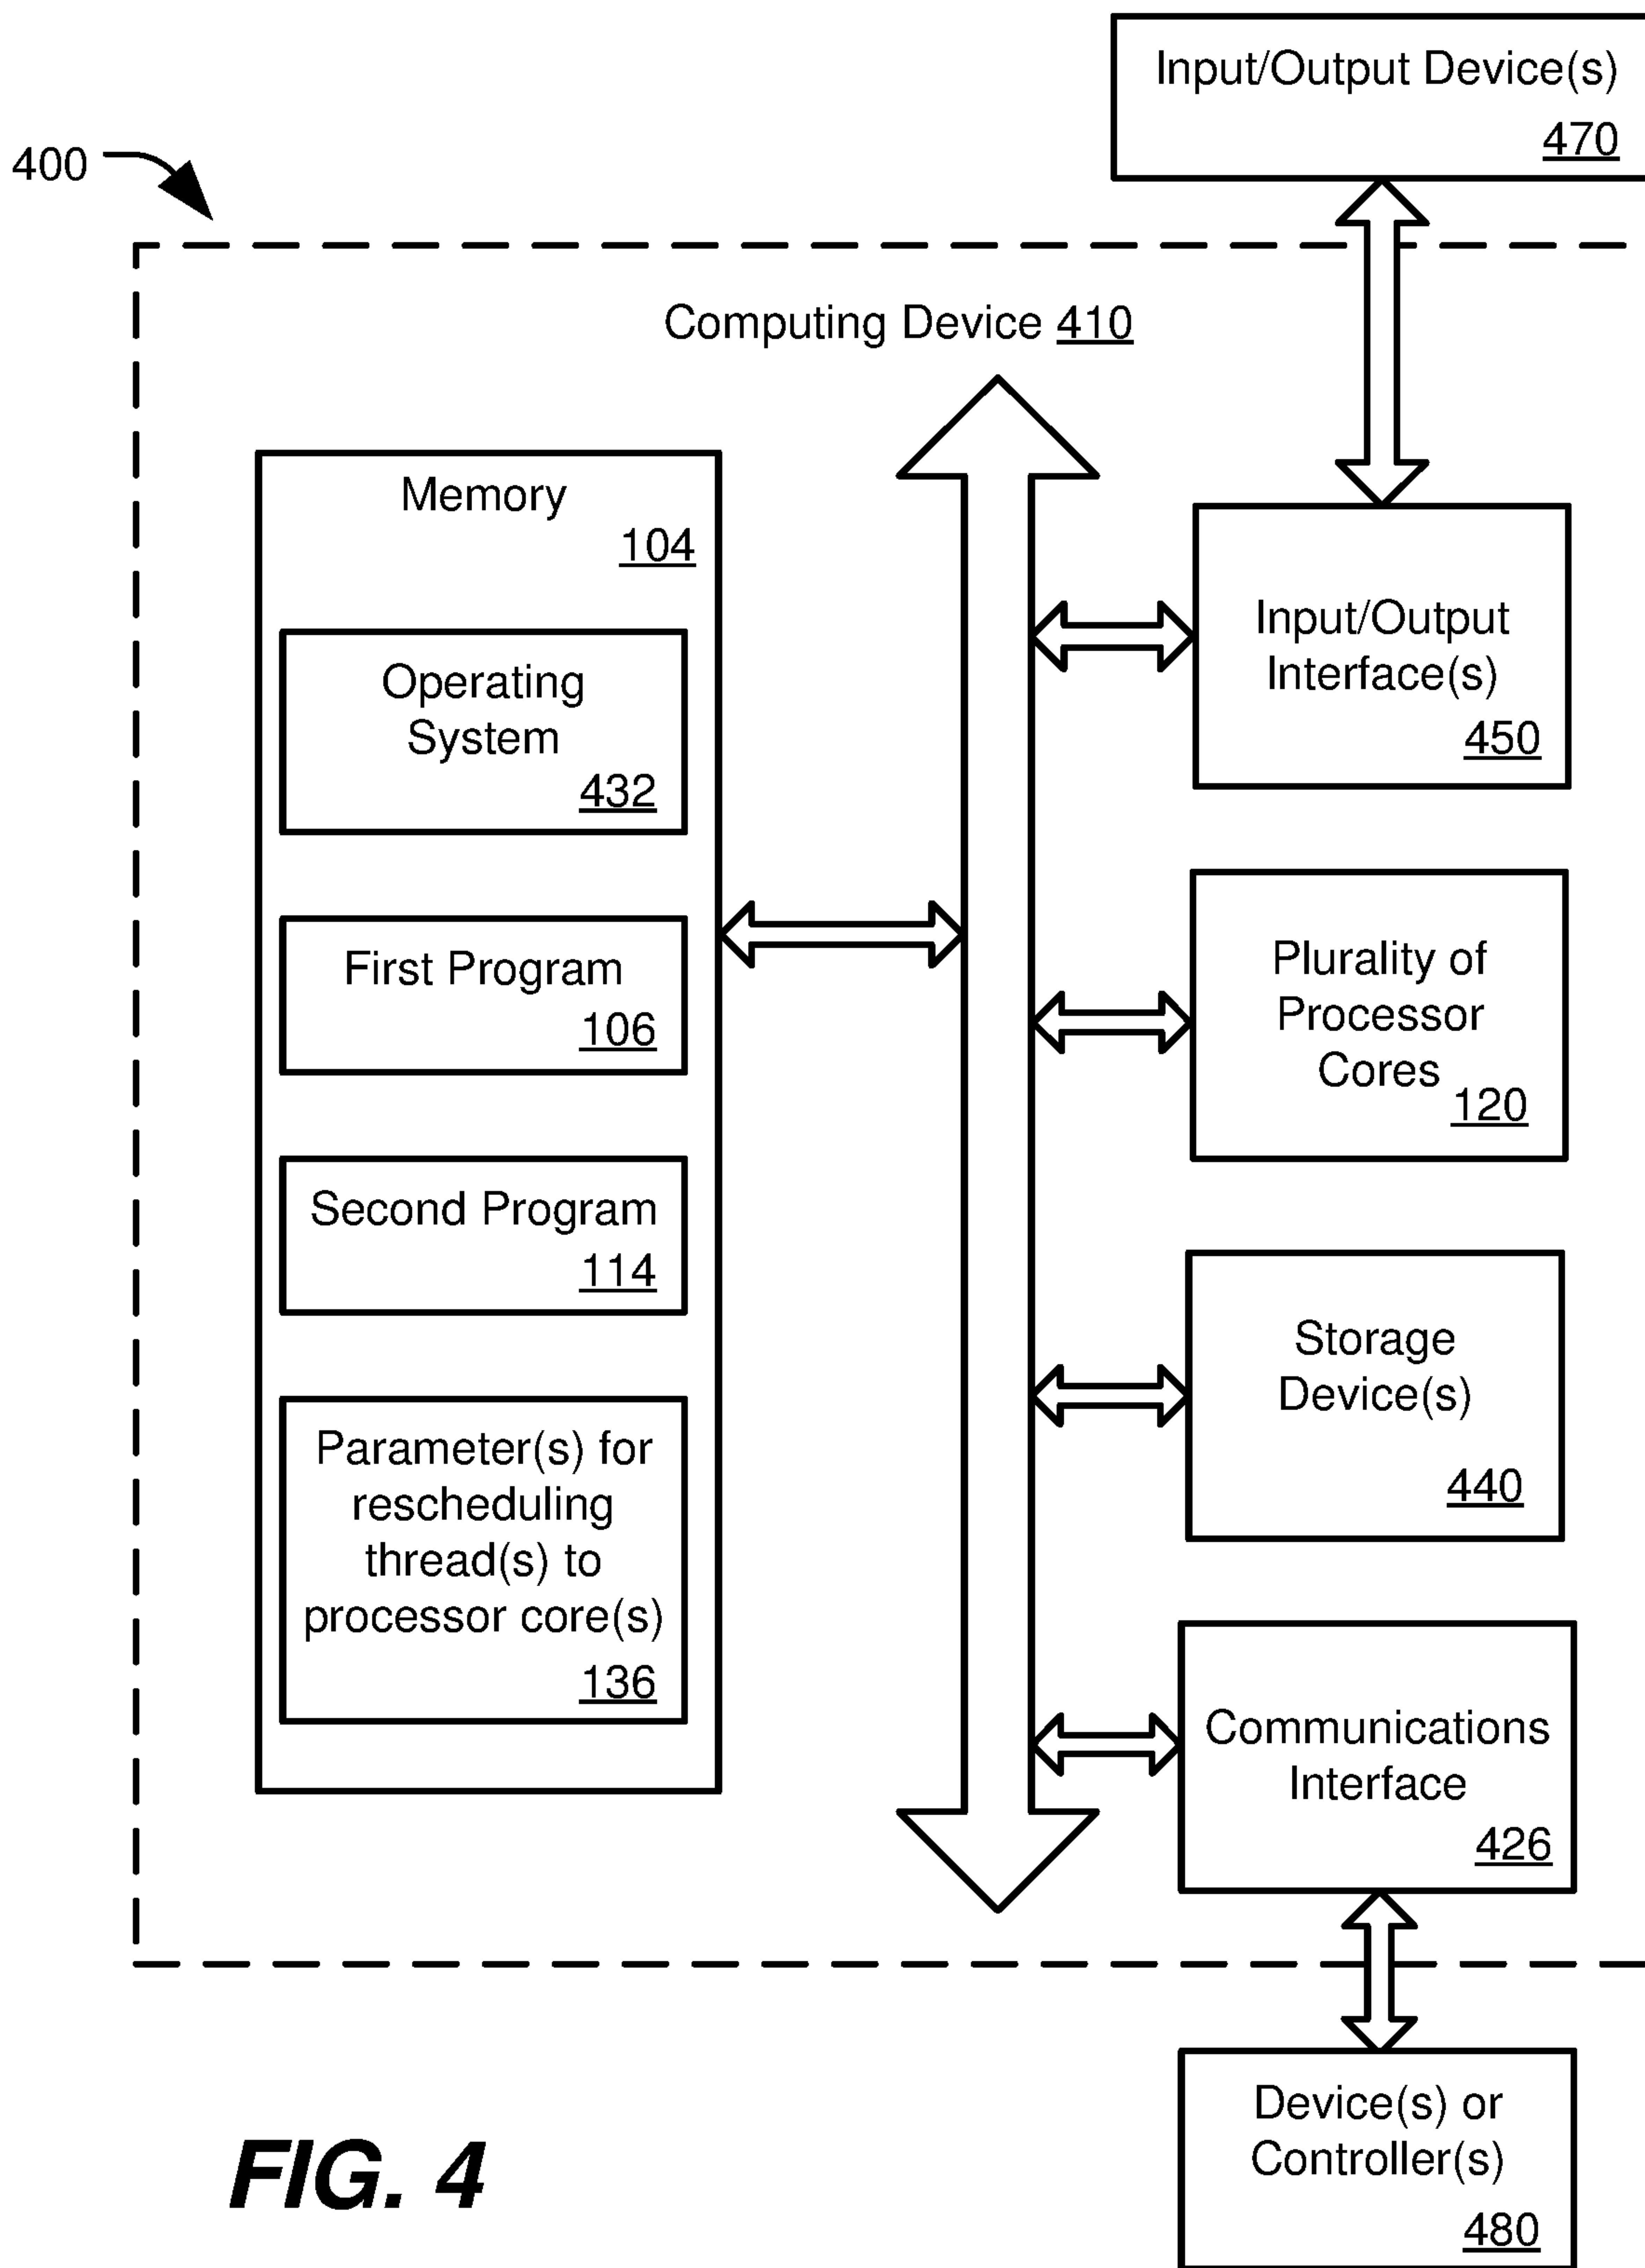 Input/Output Device(s)
470
400
Computing Device 410
Memory
104
Operating
System
432
First Program
106
Second Program
114
Parameter(s) for
rescheduling
thread(s) to
processor core(s)
136
Input/Output
Interface(s)
450
Plurality of
Processor
Cores
120
Storage
Device(s)
440
Communications
Interface
426
Device(s) or
Controller(s)
480
FIG. 4